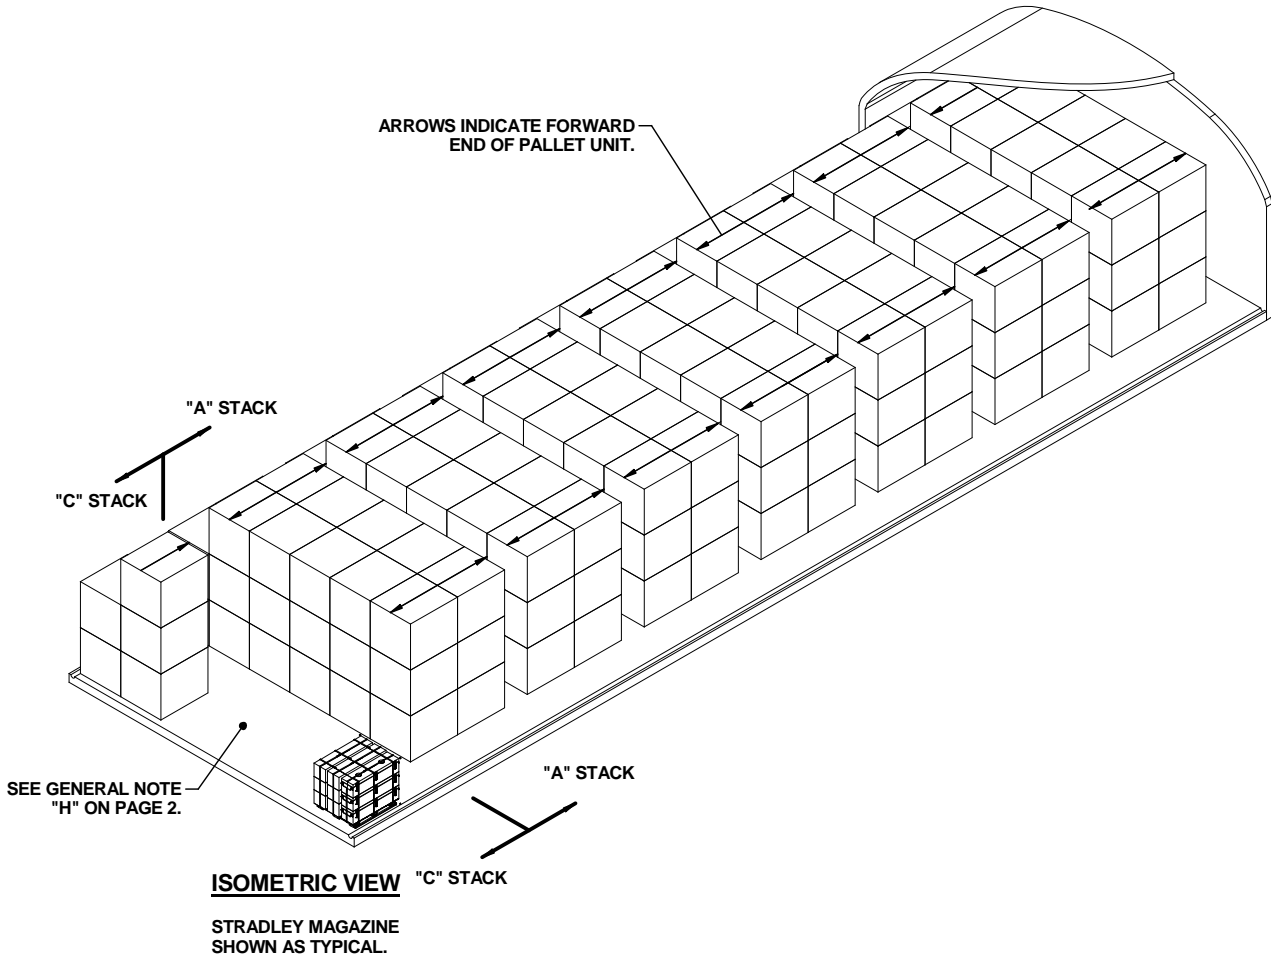 ARROWS INDICATE FORWARD
END OF PALLET UNIT.
"A" STACK
"C" STACK
SEE GENERAL NOTE
"H" ON PAGE 2.
"A" STACK
"C" STACK
ISOMETRIC VIEW
STRADLEY MAGAZINE
SHOWN AS TYPICAL.